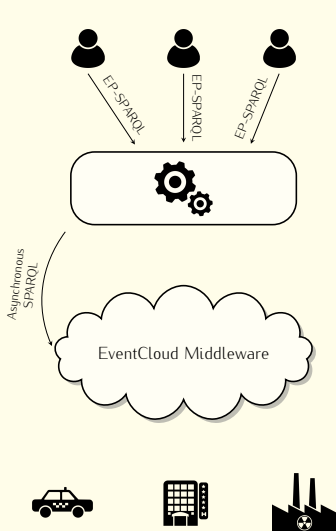 EP-SPARQL
EP-SPARQL
EP-SPARQL
Asynchronous
SPARQL
EventCloud Middleware